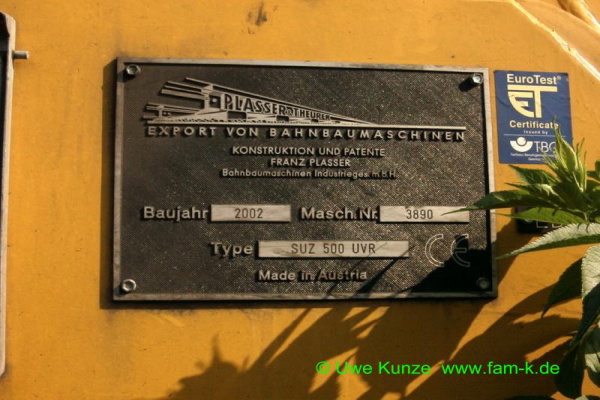 PLASSER & THEURER
EXPORT VON BAHNBAUMASCHINEN
KONSTRUKTION UND PATENTE
FRANZ PLASSER
Bahnbaumaschinen Industrieges m.b.H.
Baujahr 2002 Masch.Nr. 3890
Type SUZ 500 UVR CE
Made in Austria
EuroTest
ET
Certificate
Issued by
TBG
© Uwe Kunze www.fam-k.de